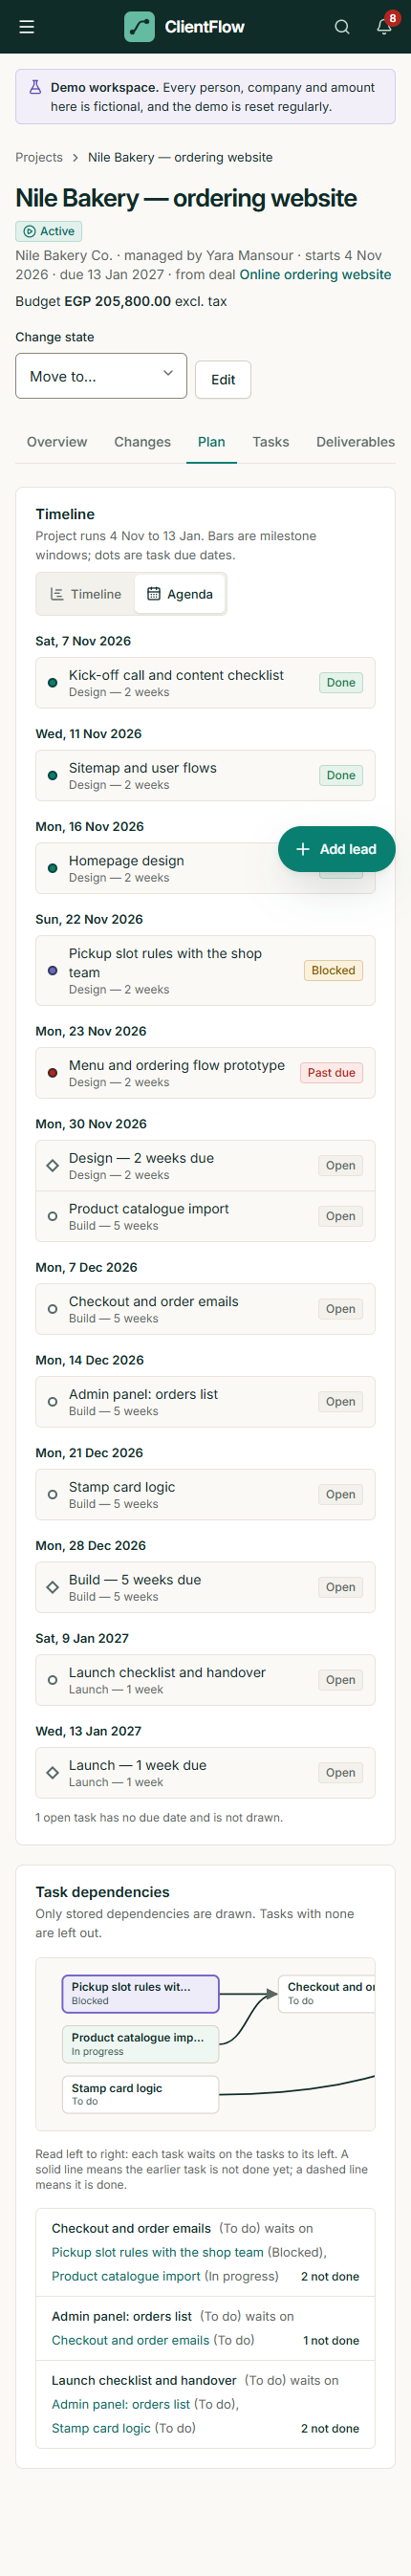 ClientFlow
8
Demo workspace. Every person, company and amount
here is fictional, and the demo is reset regularly.
Projects > Nile Bakery — ordering website
Nile Bakery — ordering website
Active
Nile Bakery Co. · managed by Yara Mansour · starts 4 Nov
2026 · due 13 Jan 2027 · from deal Online ordering website
Budget EGP 205,800.00 excl. tax
Change state
Move to...
Edit
Overview Changes Plan Tasks Deliverables
Timeline
Project runs 4 Nov to 13 Jan. Bars are milestone
windows; dots are task due dates.
Timeline Agenda
Sat, 7 Nov 2026
Kick-off call and content checklist
Design — 2 weeks
Done
Wed, 11 Nov 2026
Sitemap and user flows
Design — 2 weeks
Done
Mon, 16 Nov 2026
Homepage design
Design — 2 weeks
Add lead
Sun, 22 Nov 2026
Pickup slot rules with the shop
team
Design — 2 weeks
Blocked
Mon, 23 Nov 2026
Menu and ordering flow prototype
Design — 2 weeks
Past due
Mon, 30 Nov 2026
Design — 2 weeks due
Design — 2 weeks
Open
Product catalogue import
Build — 5 weeks
Open
Mon, 7 Dec 2026
Checkout and order emails
Build — 5 weeks
Open
Mon, 14 Dec 2026
Admin panel: orders list
Build — 5 weeks
Open
Mon, 21 Dec 2026
Stamp card logic
Build — 5 weeks
Open
Mon, 28 Dec 2026
Build — 5 weeks due
Build — 5 weeks
Open
Sat, 9 Jan 2027
Launch checklist and handover
Launch — 1 week
Open
Wed, 13 Jan 2027
Launch — 1 week due
Launch — 1 week
Open
1 open task has no due date and is not drawn.
Task dependencies
Only stored dependencies are drawn. Tasks with none
are left out.
Pickup slot rules wit...
Blocked
Checkout and or
To do
Product catalogue imp...
In progress
Stamp card logic
To do
Read left to right: each task waits on the tasks to its left. A
solid line means the earlier task is not done yet; a dashed line
means it is done.
Checkout and order emails (To do) waits on
Pickup slot rules with the shop team (Blocked),
Product catalogue import (In progress) 2 not done
Admin panel: orders list (To do) waits on
Checkout and order emails (To do) 1 not done
Launch checklist and handover (To do) waits on
Admin panel: orders list (To do),
Stamp card logic (To do) 2 not done